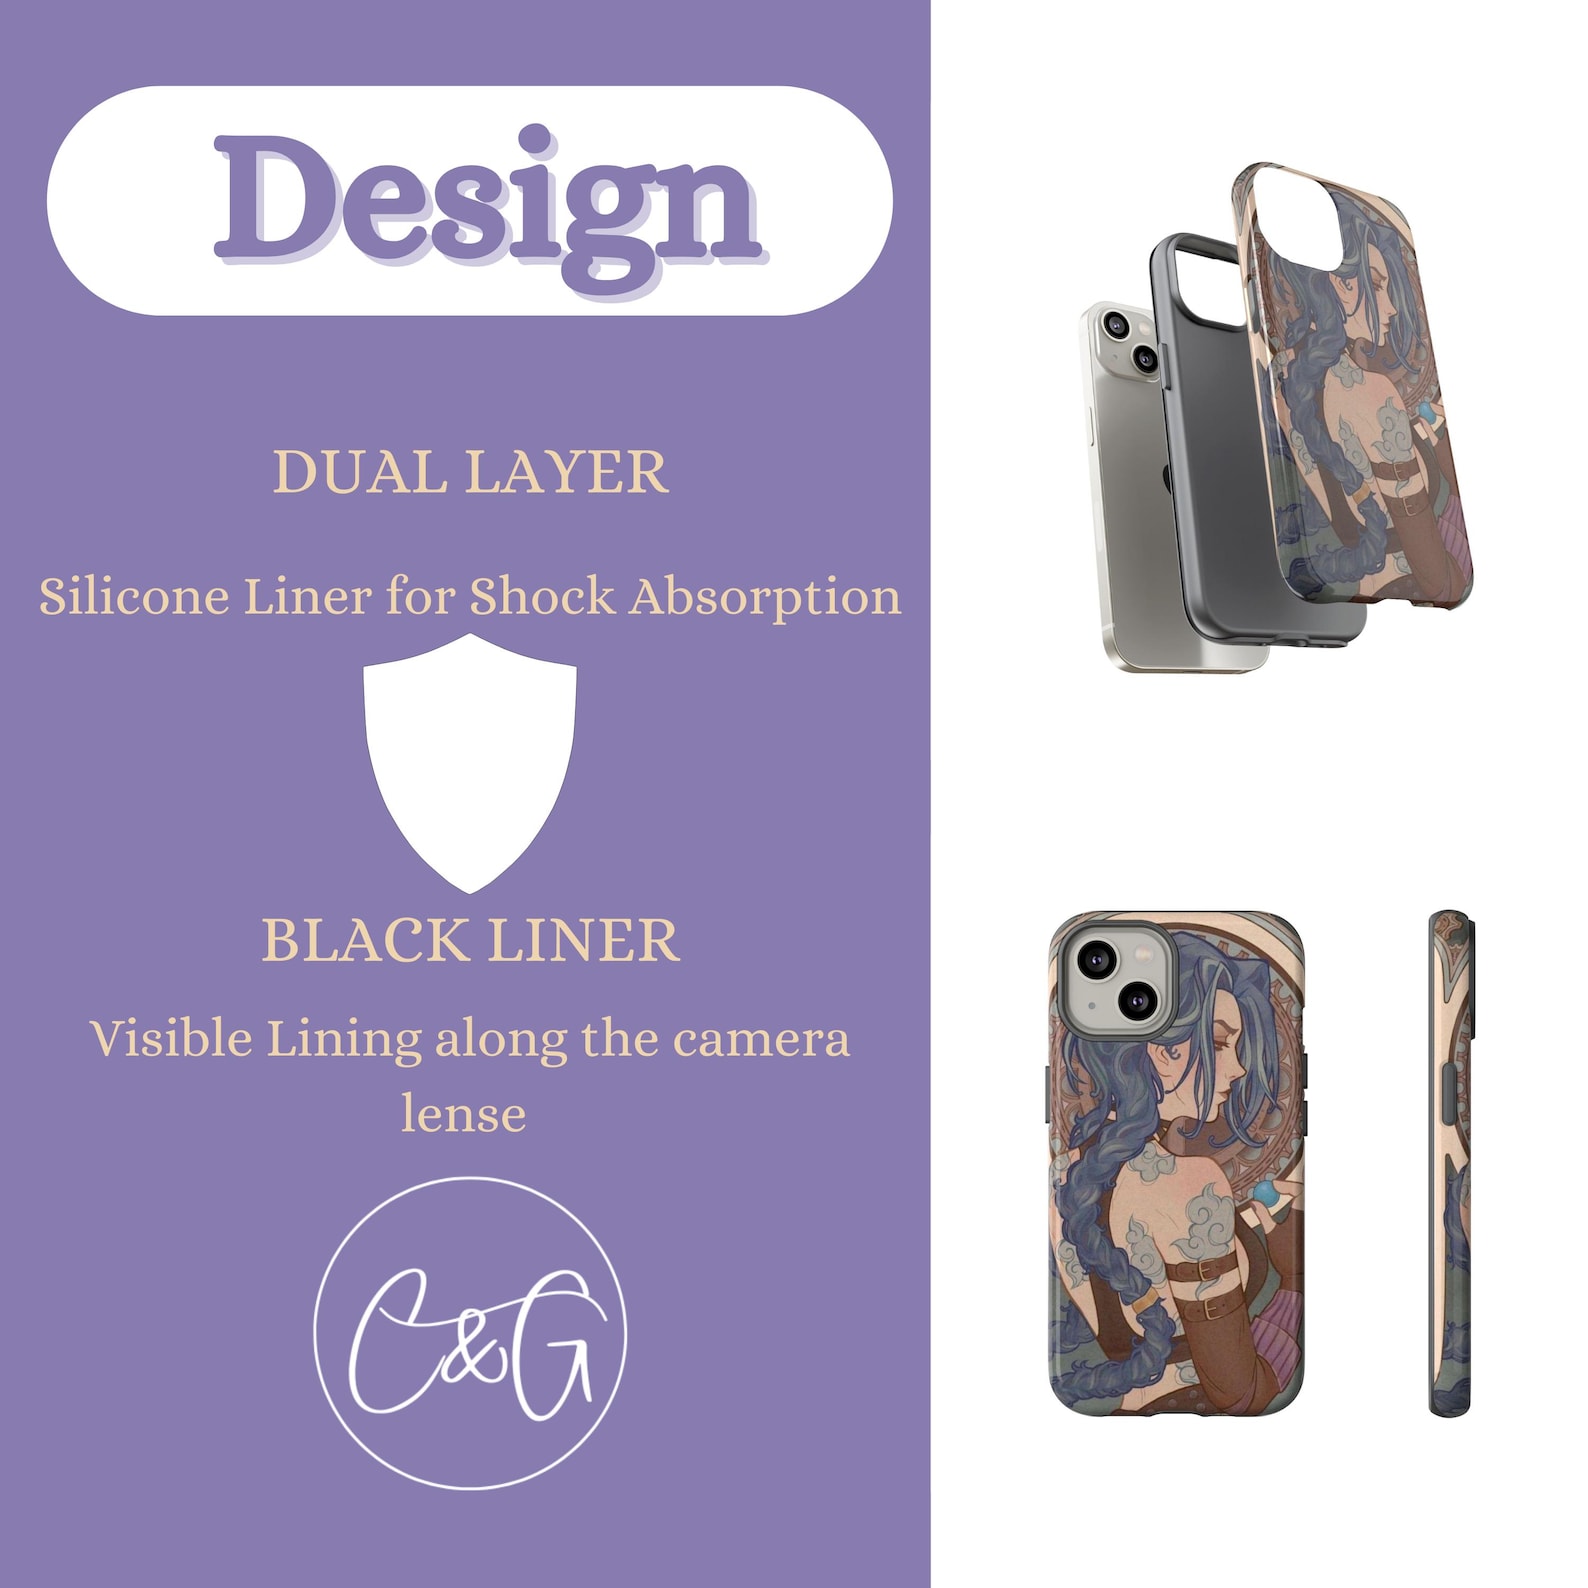 Design
DUAL LAYER
Silicone Liner for Shock Absorption
BLACK LINER
Visible Lining along the camera
lense
C&G